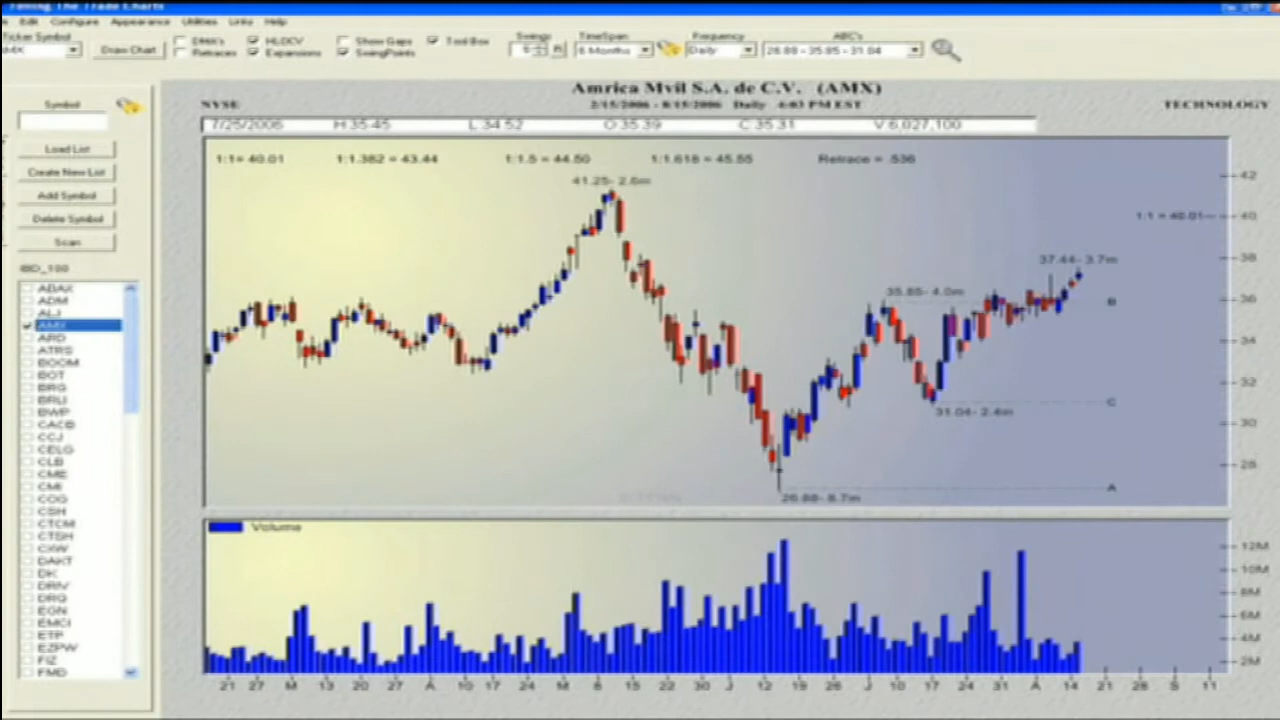 Timing The Trade Charts
Edit Configure Appearance Utilities Links Help
Ticker Symbol
AMX
Draw Chart
DMA's
Retraces
HLOCV
Expansions
Show Gaps
SwingPoints
Tool Box
Swings
TimeSpan
6 Months
Frequency
Daily
ABC's
26.88 - 35.85 - 31.04
Amrica Mvil S.A. de C.V. (AMX)
NYSE
2/15/2006 - 8/15/2006 Daily 4:03 PM EST
TECHNOLOGY
7/25/2006 H:35.45 L:34.52 O:35.39 C:35.31 V:6,027,100
1:1= 40.01 1:1.382 = 43.44 1:1.5 = 44.50 1:1.618 = 45.55 Retrace = .536
41.25- 2.6m
1:1 = 40.01
37.44- 3.7m
35.85- 4.0m
B
C
31.04- 2.4m
A
26.88- 8.7m
42
40
38
36
34
32
30
28
Symbol
Load List
Create New List
Add Symbol
Delete Symbol
Scan
IBD_100
ABAX
ADM
ALJ
AMX
ARD
ATRS
BOOM
BOT
BRG
BRLI
BWP
CACB
CCJ
CELG
CLB
CME
CMI
COG
CSH
CTCM
CTSH
CXW
DAKT
DK
DRIV
DRQ
EGN
EMCI
ETP
EZPW
FIZ
FMD
Volume
12M
10M
8M
6M
4M
2M
21 27 M 13 20 27 A 10 17 24 M 8 15 22 30 J 12 19 26 J 10 17 24 31 A 14 21 28 S 11